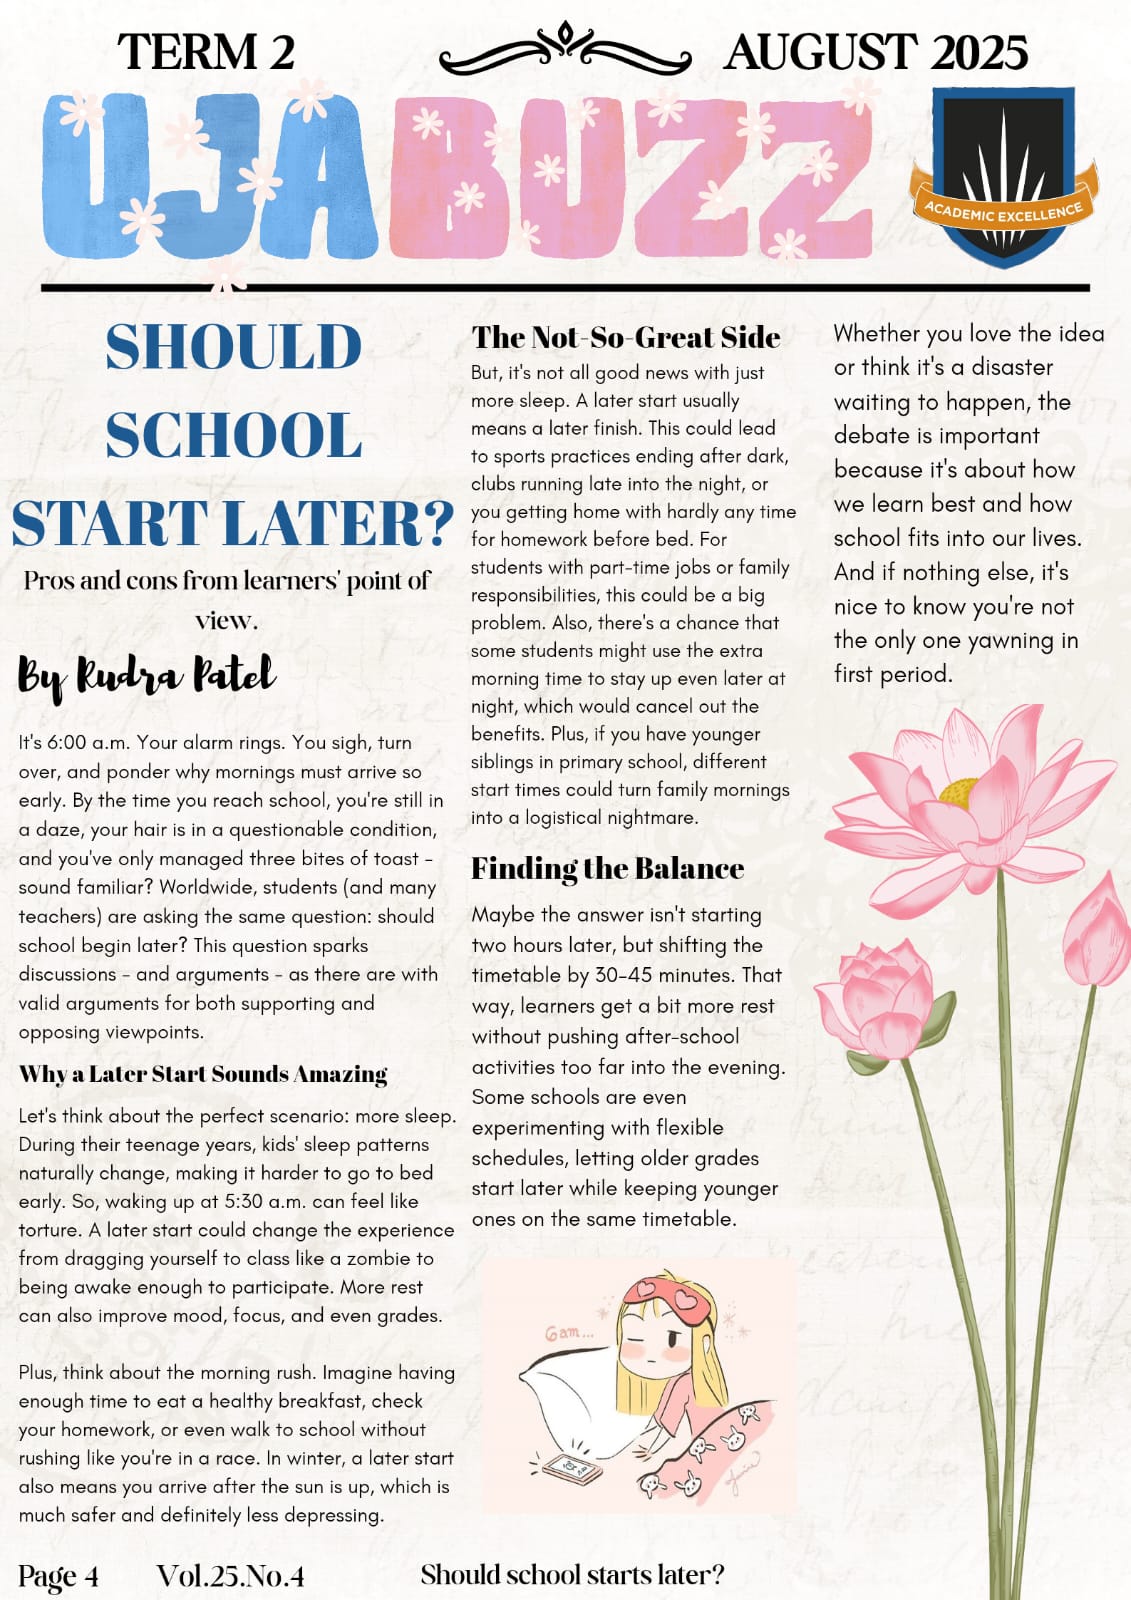 TERM 2
AUGUST 2025
UJABUZZ
ACADEMIC EXCELLENCE
SHOULD
SCHOOL
START LATER?
Pros and cons from learners' point of
view.
By Rudra Patel
It's 6:00 a.m. Your alarm rings. You sigh, turn
over, and ponder why mornings must arrive so
early. By the time you reach school, you're still in
a daze, your hair is in a questionable condition,
and you've only managed three bites of toast -
sound familiar? Worldwide, students (and many
teachers) are asking the same question: should
school begin later? This question sparks
discussions - and arguments - as there are with
valid arguments for both supporting and
opposing viewpoints.
Why a Later Start Sounds Amazing
Let's think about the perfect scenario: more sleep.
During their teenage years, kids' sleep patterns
naturally change, making it harder to go to bed
early. So, waking up at 5:30 a.m. can feel like
torture. A later start could change the experience
from dragging yourself to class like a zombie to
being awake enough to participate. More rest
can also improve mood, focus, and even grades.
Plus, think about the morning rush. Imagine having
enough time to eat a healthy breakfast, check
your homework, or even walk to school without
rushing like you're in a race. In winter, a later start
also means you arrive after the sun is up, which is
much safer and definitely less depressing.
The Not-So-Great Side
But, it's not all good news with just
more sleep. A later start usually
means a later finish. This could lead
to sports practices ending after dark,
clubs running late into the night, or
you getting home with hardly any time
for homework before bed. For
students with part-time jobs or family
responsibilities, this could be a big
problem. Also, there's a chance that
some students might use the extra
morning time to stay up even later at
night, which would cancel out the
benefits. Plus, if you have younger
siblings in primary school, different
start times could turn family mornings
into a logistical nightmare.
Finding the Balance
Maybe the answer isn't starting
two hours later, but shifting the
timetable by 30-45 minutes. That
way, learners get a bit more rest
without pushing after-school
activities too far into the evening.
Some schools are even
experimenting with flexible
schedules, letting older grades
start later while keeping younger
ones on the same timetable.
6am...
Whether you love the idea
or think it's a disaster
waiting to happen, the
debate is important
because it's about how
we learn best and how
school fits into our lives.
And if nothing else, it's
nice to know you're not
the only one yawning in
first period.
Page 4
Vol.25.No.4
Should school starts later?